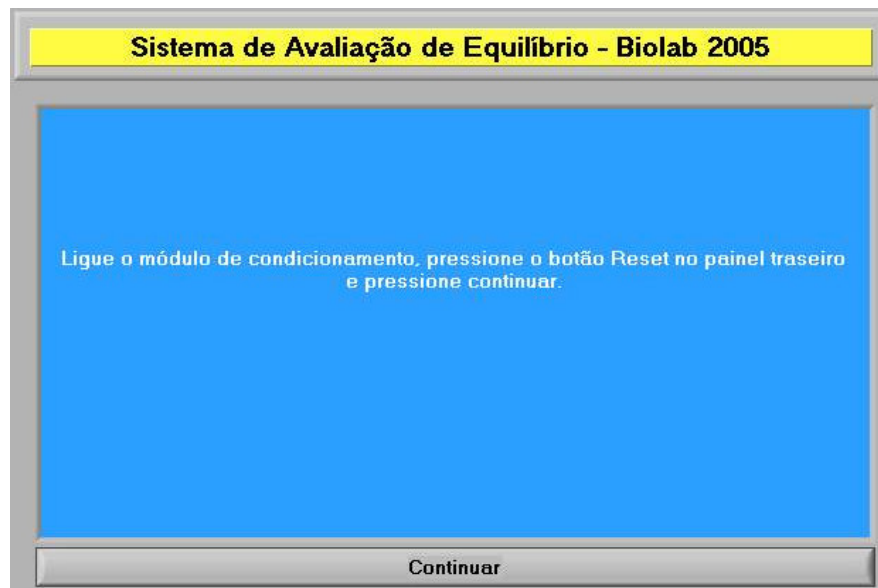 Sistema de Avaliação de Equilíbrio - Biolab 2005
Ligue o módulo de condicionamento, pressione o botão Reset no painel traseiro
e pressione continuar.
Continuar